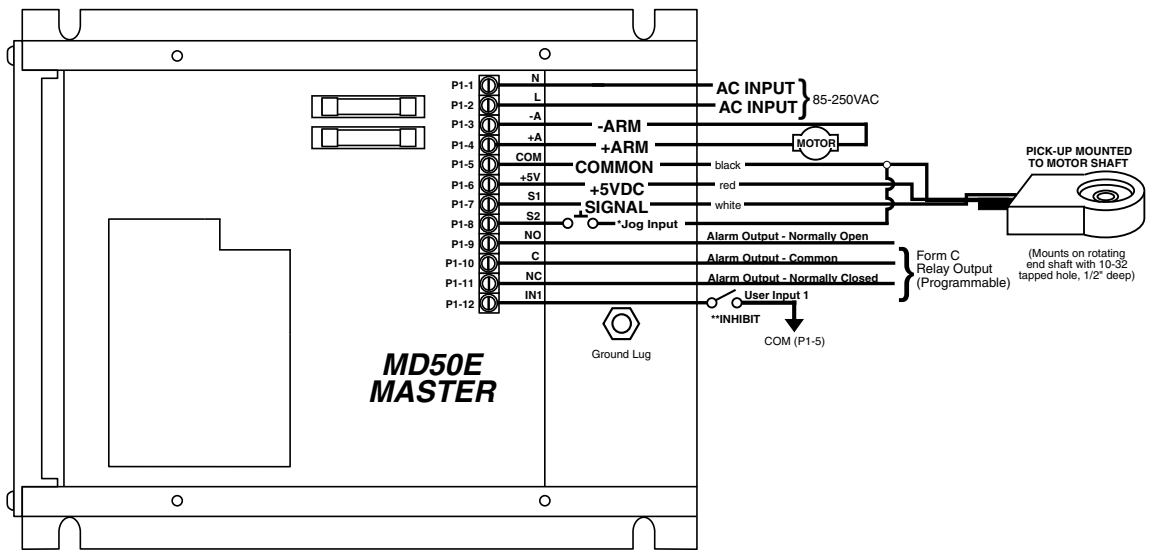 P1-1 N AC INPUT
P1-2 L AC INPUT
85-250VAC
P1-3 -A -ARM
P1-4 +A +ARM MOTOR
P1-5 COM COMMON black
P1-6 +5V +5VDC red
P1-7 S1 SIGNAL white
P1-8 S2 *Jog Input
P1-9 NO Alarm Output - Normally Open
P1-10 C Alarm Output - Common
P1-11 NC Alarm Output - Normally Closed
P1-12 IN1 User Input 1
**INHIBIT
COM (P1-5)
Form C
Relay Output
(Programmable)
PICK-UP MOUNTED
TO MOTOR SHAFT
(Mounts on rotating
end shaft with 10-32
tapped hole, 1/2" deep)
Ground Lug
MD50E
MASTER